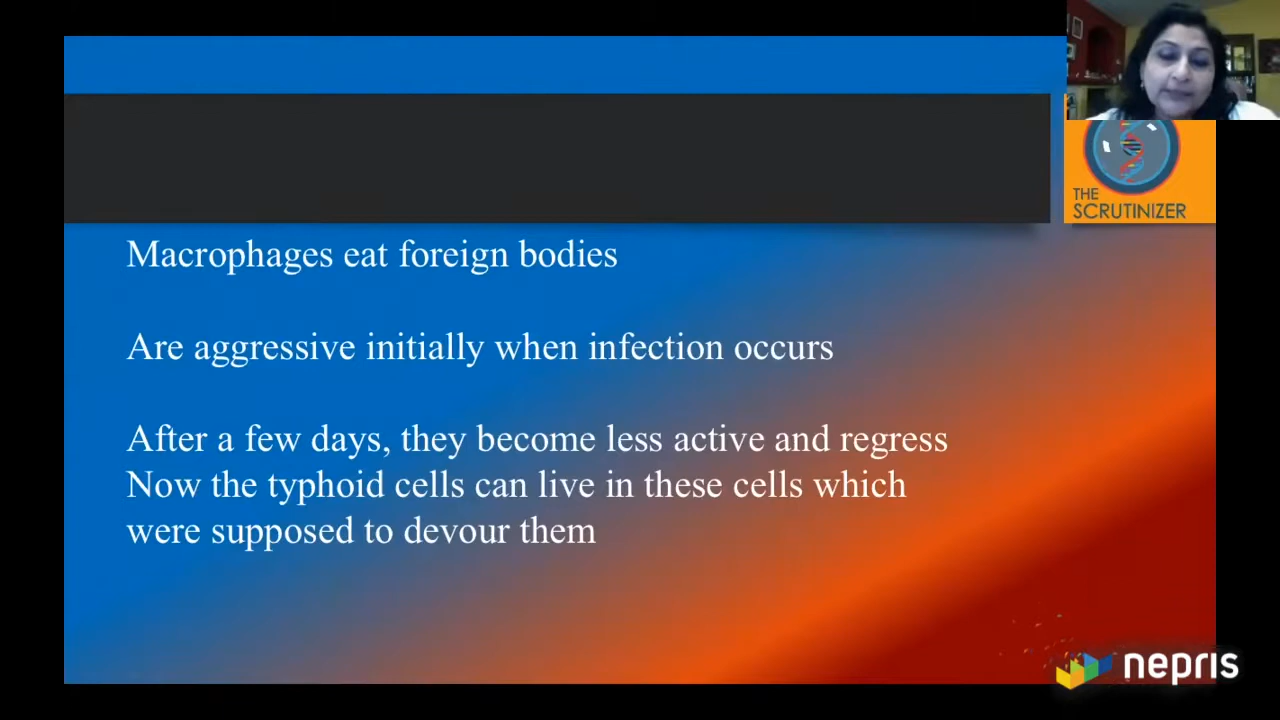 THE
SCRUTINIZER
Macrophages eat foreign bodies
Are aggressive initially when infection occurs
After a few days, they become less active and regress
Now the typhoid cells can live in these cells which
were supposed to devour them
nepris